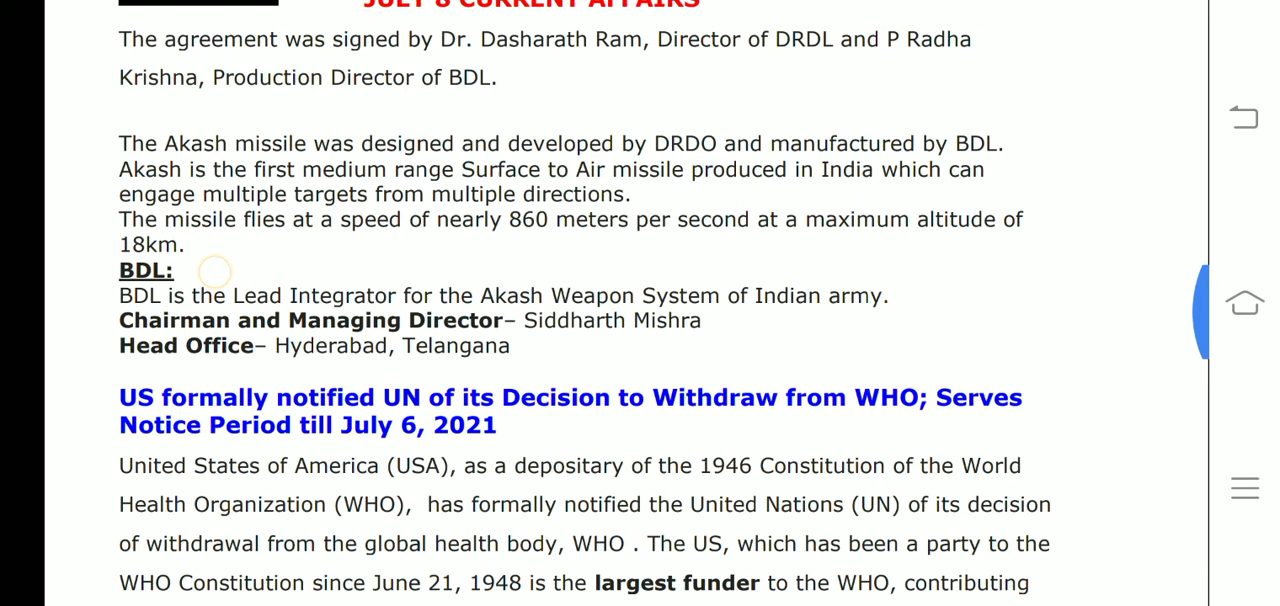 JULY 8 CURRENT AFFAIRS
The agreement was signed by Dr. Dasharath Ram, Director of DRDL and P Radha
Krishna, Production Director of BDL.
The Akash missile was designed and developed by DRDO and manufactured by BDL.
Akash is the first medium range Surface to Air missile produced in India which can
engage multiple targets from multiple directions.
The missile flies at a speed of nearly 860 meters per second at a maximum altitude of
18km.
BDL:
BDL is the Lead Integrator for the Akash Weapon System of Indian army.
Chairman and Managing Director– Siddharth Mishra
Head Office– Hyderabad, Telangana
US formally notified UN of its Decision to Withdraw from WHO; Serves
Notice Period till July 6, 2021
United States of America (USA), as a depositary of the 1946 Constitution of the World
Health Organization (WHO),  has formally notified the United Nations (UN) of its decision
of withdrawal from the global health body, WHO . The US, which has been a party to the
WHO Constitution since June 21, 1948 is the largest funder to the WHO, contributing